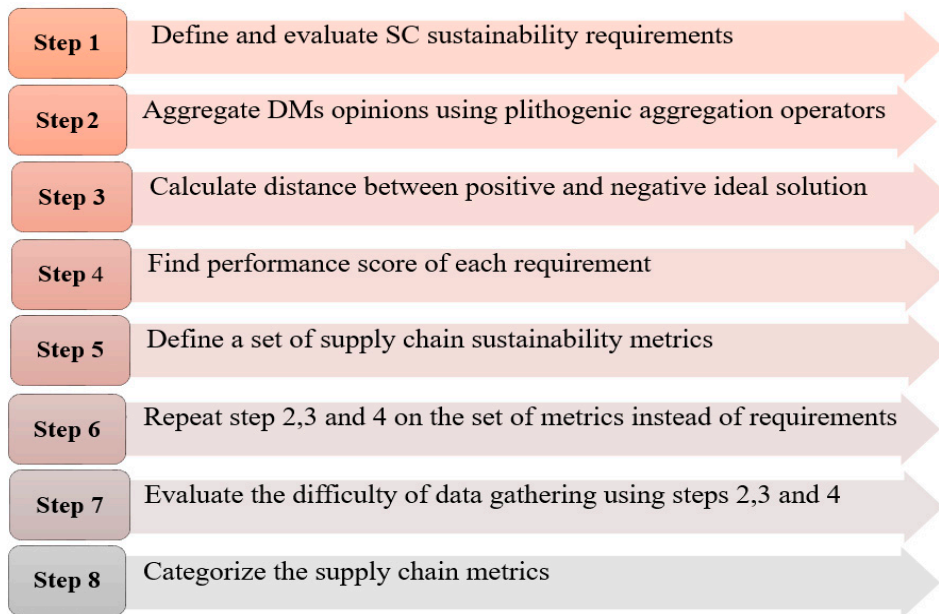 Step 1 Define and evaluate SC sustainability requirements
Step2 Aggregate DMs opinions using plithogenic aggregation operators
Step 3 Calculate distance between positive and negative ideal solution
Step 4 Find performance score of each requirement
Step 5 Define a set of supply chain sustainability metrics
Step 6 Repeat step 2,3 and 4 on the set of metrics instead of requirements
Step 7 Evaluate the difficulty of data gathering using steps 2,3 and 4
Step 8 Categorize the supply chain metrics